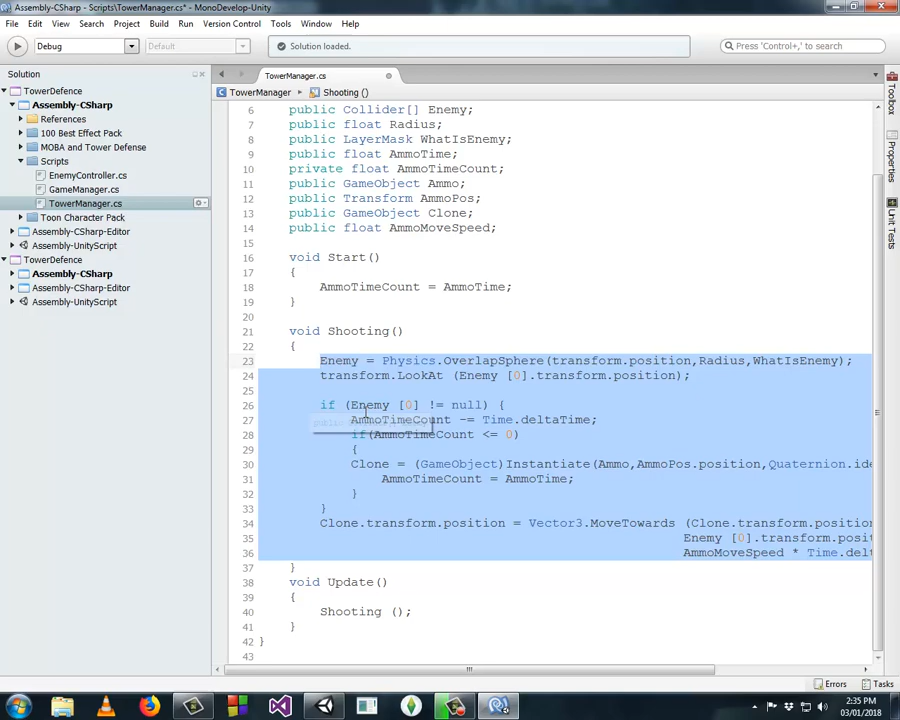 Assembly-CSharp - Scripts\TowerManager.cs* - MonoDevelop-Unity
File Edit View Search Project Build Run Version Control Tools Window Help
Debug Default Solution loaded. Press 'Control+,' to search
Solution
TowerDefence
Assembly-CSharp
References
100 Best Effect Pack
MOBA and Tower Defense
Scripts
EnemyController.cs
GameManager.cs
TowerManager.cs
Toon Character Pack
Assembly-CSharp-Editor
Assembly-UnityScript
TowerDefence
Assembly-CSharp
Assembly-CSharp-Editor
Assembly-UnityScript
TowerManager.cs
TowerManager Shooting ()
6 public Collider[] Enemy;
7 public float Radius;
8 public LayerMask WhatIsEnemy;
9 public float AmmoTime;
10 private float AmmoTimeCount;
11 public GameObject Ammo;
12 public Transform AmmoPos;
13 public GameObject Clone;
14 public float AmmoMoveSpeed;
15
16 void Start()
17 {
18 AmmoTimeCount = AmmoTime;
19 }
20
21 void Shooting()
22 {
23 Enemy = Physics.OverlapSphere(transform.position,Radius,WhatIsEnemy);
24 transform.LookAt (Enemy [0].transform.position);
25
26 if (Enemy [0] != null) {
27 AmmoTimeCount -= Time.deltaTime;
28 if(AmmoTimeCount <= 0)
29 {
30 Clone = (GameObject)Instantiate(Ammo,AmmoPos.position,Quaternion.ide
31 AmmoTimeCount = AmmoTime;
32 }
33 }
34 Clone.transform.position = Vector3.MoveTowards (Clone.transform.position
35 Enemy [0].transform.posit
36 AmmoMoveSpeed * Time.delt
37 }
38 void Update()
39 {
40 Shooting ();
41 }
42 }
43
Toolbox
Properties
Unit Tests
Errors Tasks
2:35 PM
03/01/2018